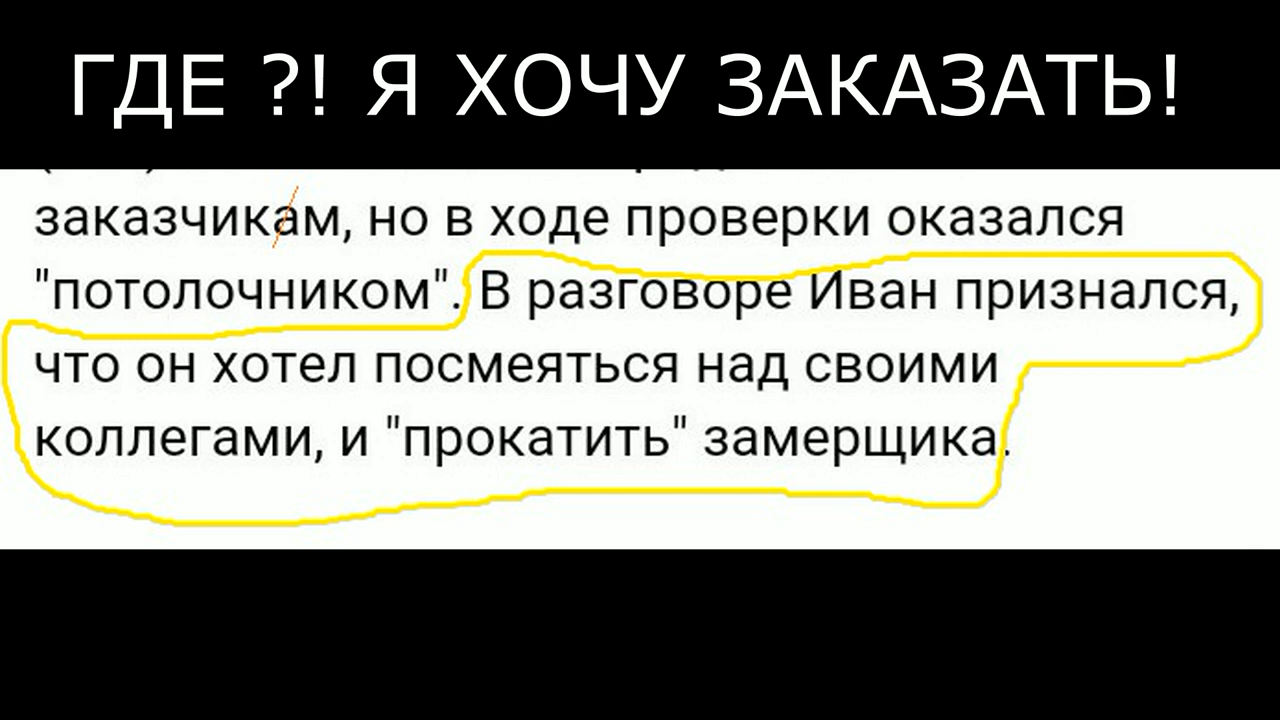 ГДЕ ?! Я ХОЧУ ЗАКАЗАТЬ!
заказчикам, но в ходе проверки оказался
"потолочником". В разговоре Иван признался,
что он хотел посмеяться над своими
коллегами, и "прокатить" замерщика.